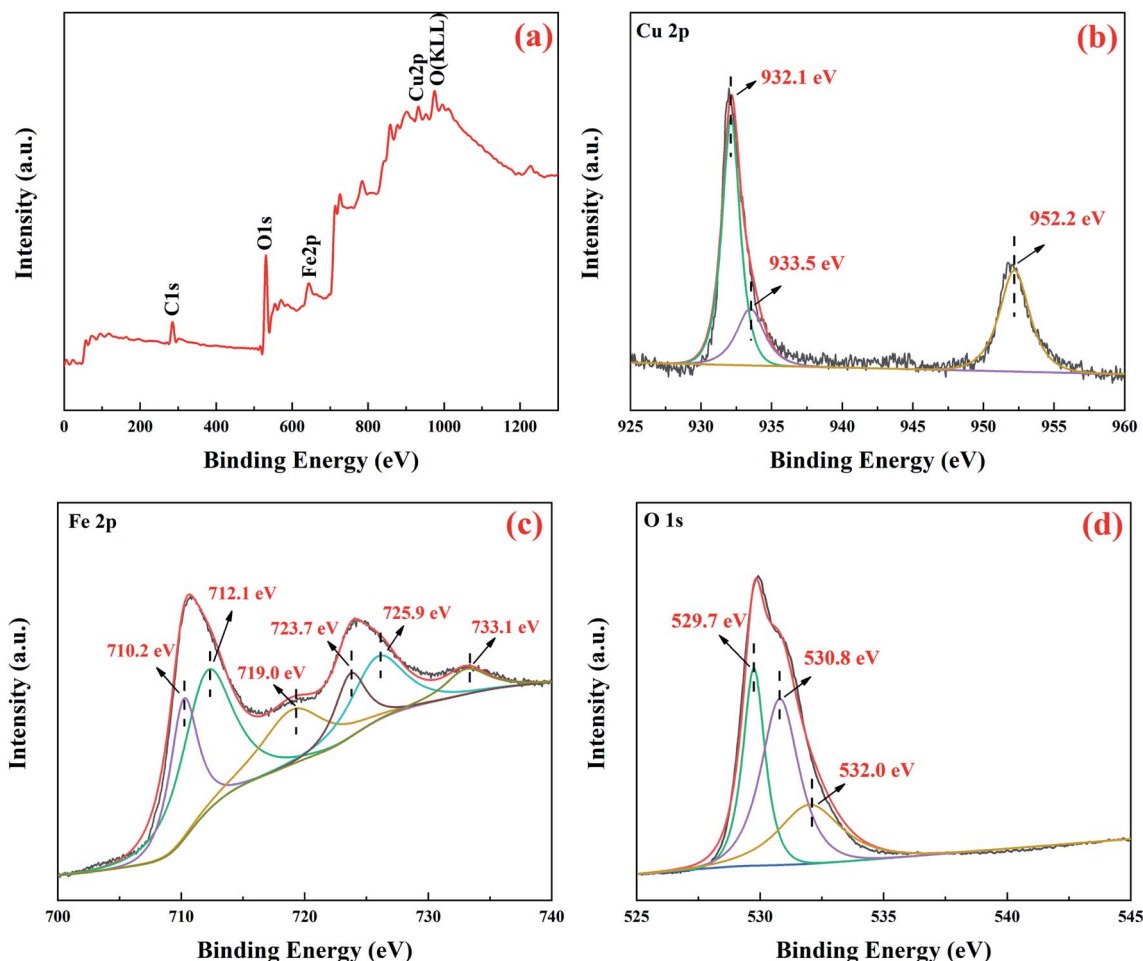 (a)
C1s
O1s
Fe2p
Cu2p
O(KLL)
Intensity (a.u.)
0 200 400 600 800 1000 1200
Binding Energy (eV)
Cu 2p
(b)
932.1 eV
933.5 eV
952.2 eV
Intensity (a.u.)
925 930 935 940 945 950 955 960
Binding Energy (eV)
Fe 2p
(c)
710.2 eV
712.1 eV
719.0 eV
723.7 eV
725.9 eV
733.1 eV
Intensity (a.u.)
700 710 720 730 740
Binding Energy (eV)
O 1s
(d)
529.7 eV
530.8 eV
532.0 eV
Intensity (a.u.)
525 530 535 540 545
Binding Energy (eV)